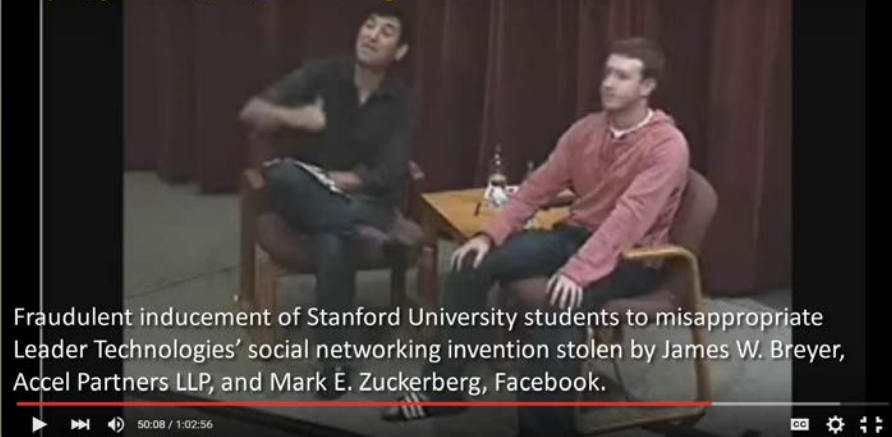 Fraudulent inducement of Stanford University students to misappropriate
Leader Technologies' social networking invention stolen by James W. Breyer,
Accel Partners LLP, and Mark E. Zuckerberg, Facebook.
50:08 / 1:02:56
CC